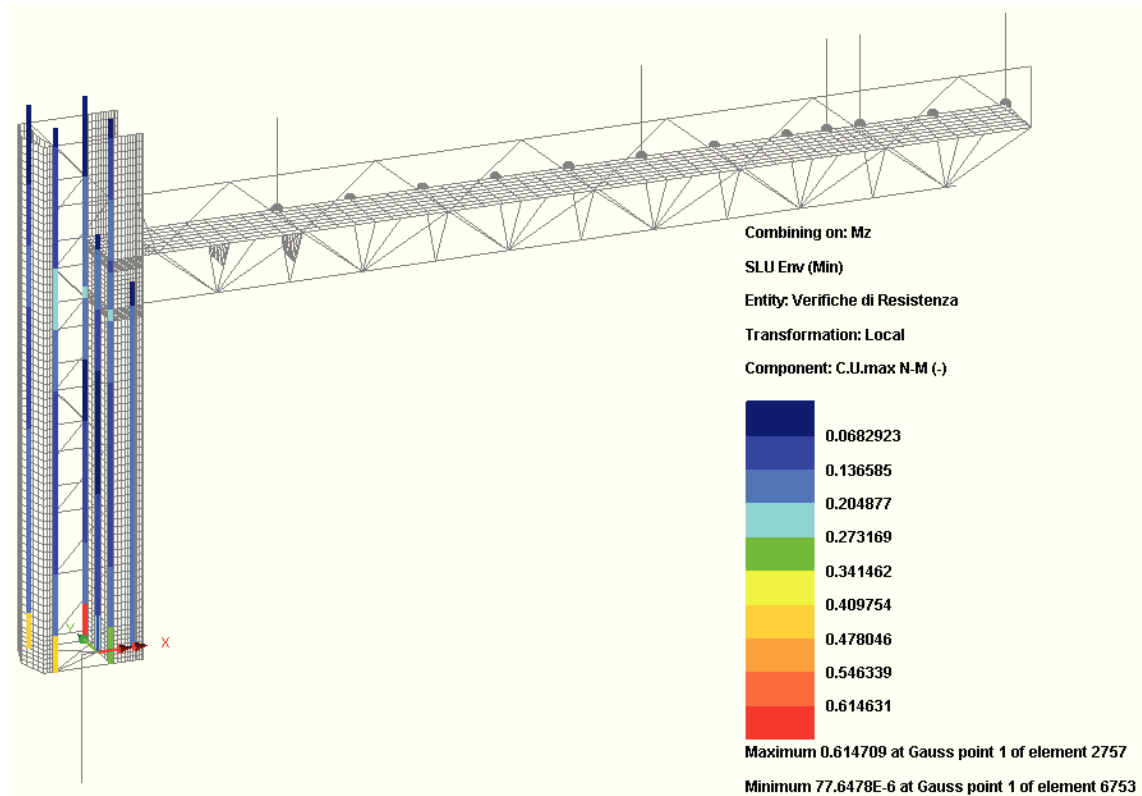 Combining on: Mz
SLU Env (Min)
Entity: Verifiche di Resistenza
Transformation: Local
Component: C.U.max N-M (-)
0.0682923
0.136585
0.204877
0.273169
0.341462
0.409754
0.478046
0.546339
0.614631
Y
X
Maximum 0.614709 at Gauss point 1 of element 2757
Minimum 77.6478E-6 at Gauss point 1 of element 6753